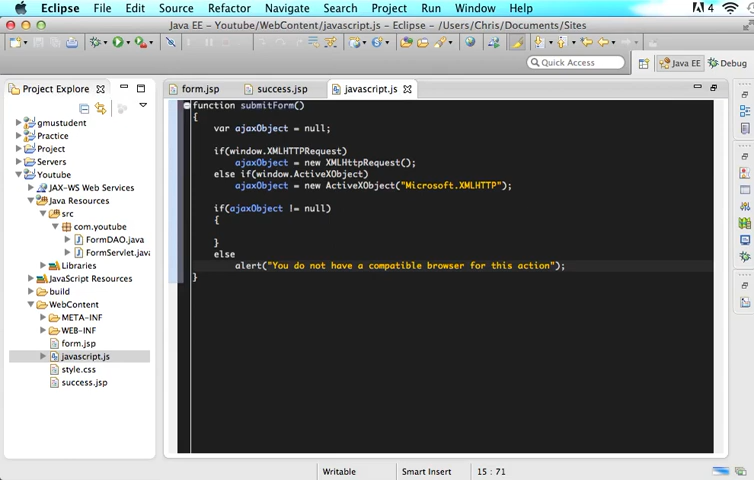 Eclipse File Edit Source Refactor Navigate Search Project Run Window Help 4
Java EE - Youtube/WebContent/javascript.js - Eclipse - /Users/Chris/Documents/Sites
Quick Access Java EE Debug
Project Explorer
gmustudent
Practice
Project
Servers
Youtube
JAX-WS Web Services
Java Resources
src
com.youtube
FormDAO.java
FormServlet.java
Libraries
JavaScript Resources
build
WebContent
META-INF
WEB-INF
form.jsp
javascript.js
style.css
success.jsp
form.jsp success.jsp javascript.js
function submitForm()
{
var ajaxObject = null;
if(window.XMLHTTPRequest)
ajaxObject = new XMLHttpRequest();
else if(window.ActiveXObject)
ajaxObject = new ActiveXObject("Microsoft.XMLHTTP");
if(ajaxObject != null)
{
}
else
alert("You do not have a compatible browser for this action");
}
Writable Smart Insert 15 : 71